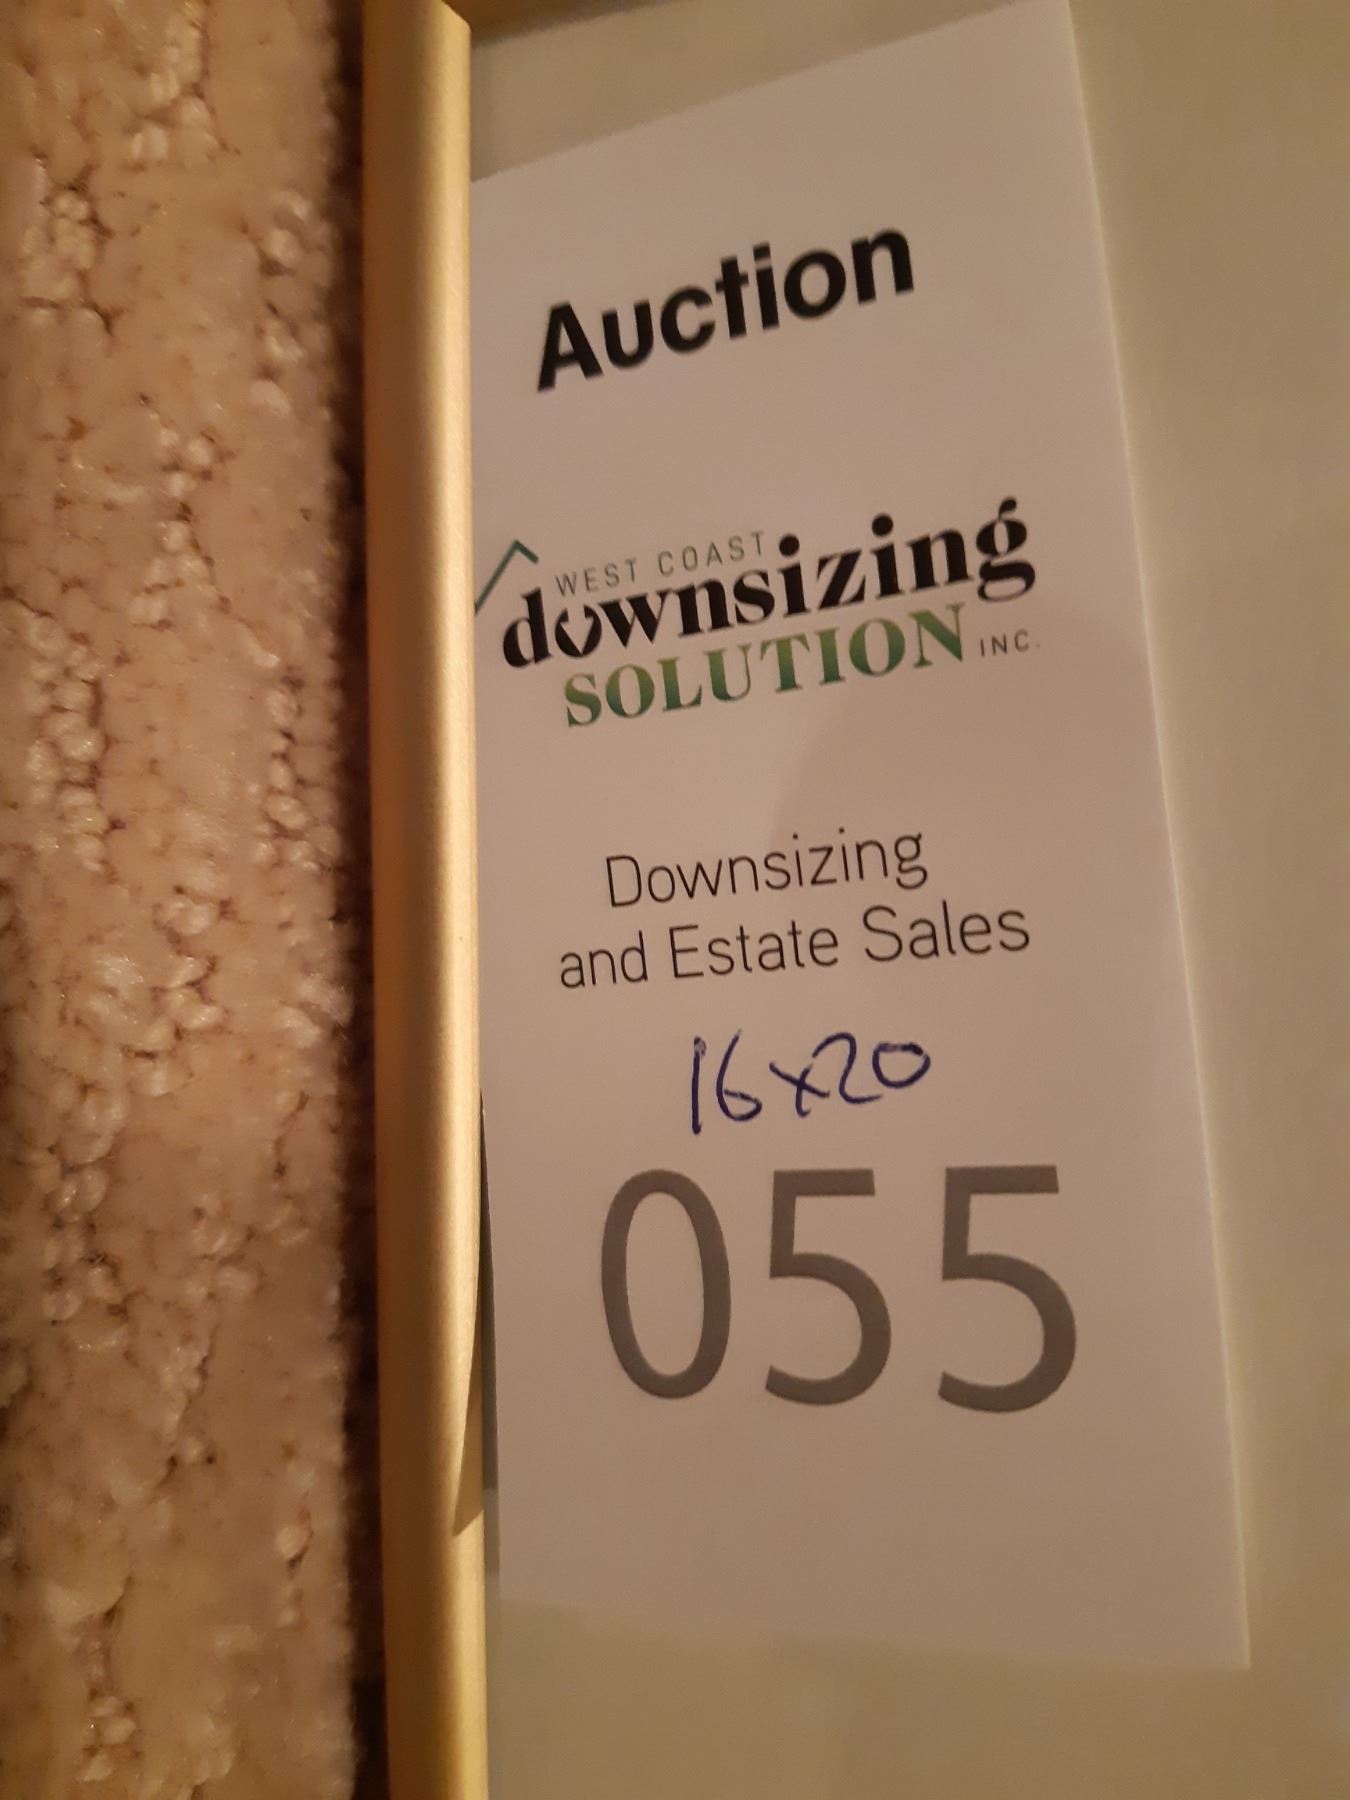 Auction
WEST COAST
downsizing
SOLUTION INC.
Downsizing
and Estate Sales
16x20
055